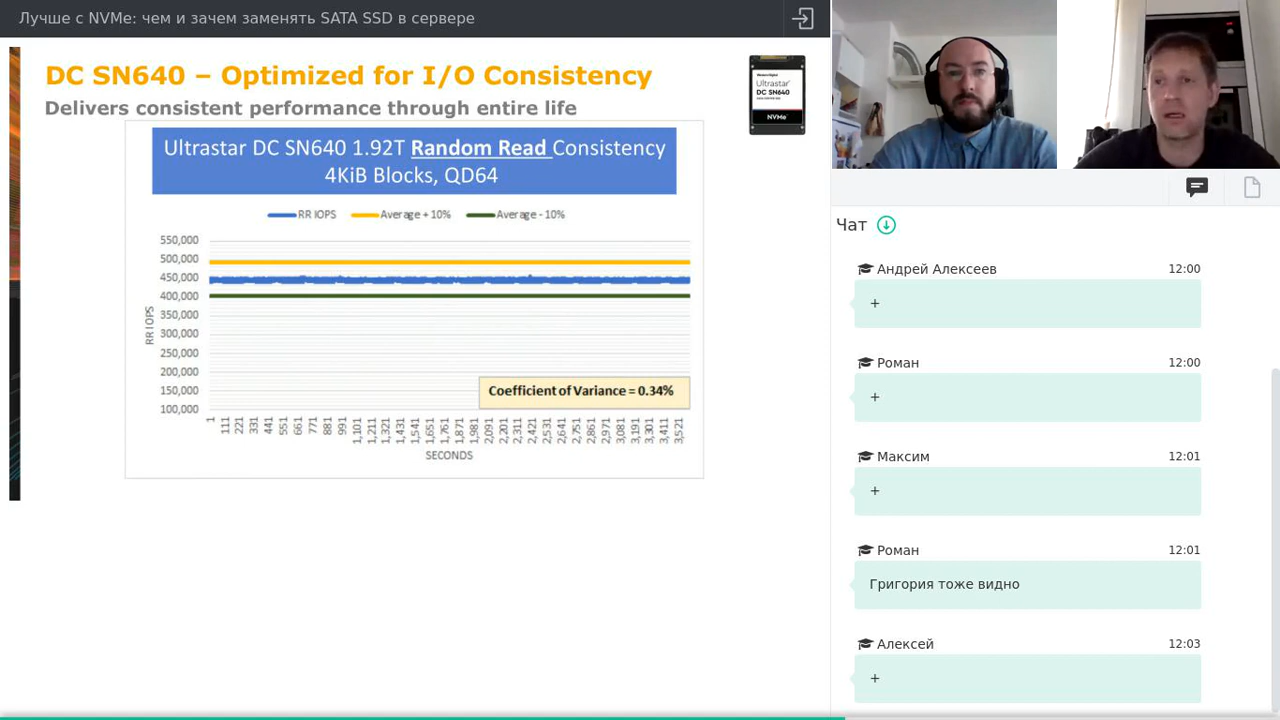 Лучше с NVMe: чем и зачем заменять SATA SSD в сервере
DC SN640 – Optimized for I/O Consistency
Delivers consistent performance through entire life
Western Digital
Ultrastar
DC SN640
NVMe
Ultrastar DC SN640 1.92T Random Read Consistency
4KiB Blocks, QD64
RR IOPS
Average + 10%
Average - 10%
550,000
500,000
450,000
400,000
350,000
300,000
250,000
200,000
150,000
100,000
RR IOPS
Coefficient of Variance = 0.34%
1 111 221 331 441 551 661 771 881 991 1,101 1,211 1,321 1,431 1,541 1,651 1,761 1,871 1,981 2,091 2,201 2,311 2,421 2,531 2,641 2,751 2,861 2,971 3,081 3,191 3,301 3,411 3,521
SECONDS
Чат
Андрей Алексеев 12:00
+
Роман 12:00
+
Максим 12:01
+
Роман 12:01
Григория тоже видно
Алексей 12:03
+